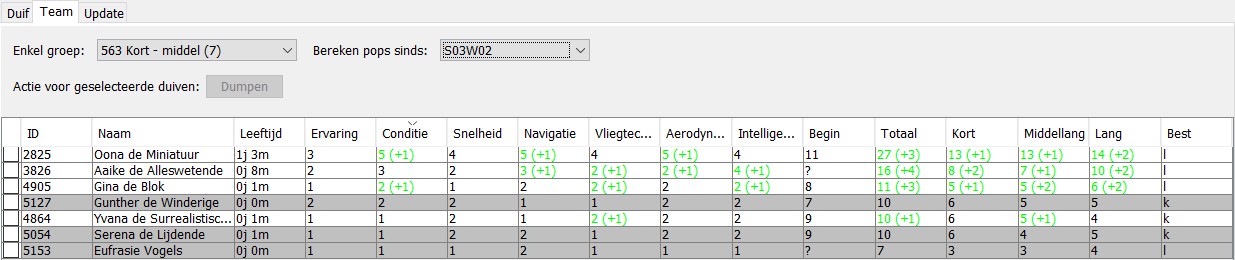 Duif Team Update
Enkel groep: 563 Kort - middel (7) Bereken pops sinds: S03W02
Actie voor geselecteerde duiven: Dumpen
ID Naam Leeftijd Ervaring Conditie Snelheid Navigatie Vliegtec... Aerodyn... Intellige... Begin Totaal Kort Middellang Lang Best
2825 Oona de Miniatuur 1j 3m 3 5 (+1) 4 5 (+1) 4 5 (+1) 4 11 27 (+3) 13 (+1) 13 (+1) 14 (+2) l
3826 Aaike de Alleswetende 0j 8m 2 3 2 3 (+1) 2 (+1) 2 (+1) 4 (+1) ? 16 (+4) 8 (+2) 7 (+1) 10 (+2) l
4905 Gina de Blok 0j 1m 1 2 (+1) 1 2 2 (+1) 2 2 (+1) 8 11 (+3) 5 (+1) 5 (+2) 6 (+2) l
5127 Gunther de Winderige 0j 0m 2 2 2 1 1 2 2 7 10 6 5 5 k
4864 Yvana de Surrealistisc... 0j 1m 1 1 2 1 2 (+1) 2 2 9 10 (+1) 6 5 (+1) 4 k
5054 Serena de Lijdende 0j 1m 1 1 2 2 1 2 2 9 10 6 4 5 k
5153 Eufrasie Vogels 0j 0m 1 1 1 2 1 1 1 ? 7 3 3 4 l